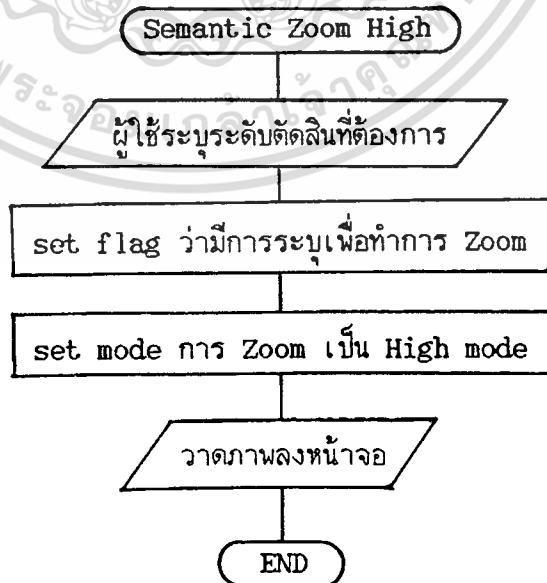 Semantic Zoom High
ผู้ใช้ระบุระดับตัดสินที่ต้องการ
set flag ว่ามีการระบุเพื่อทำการ Zoom
set mode การ Zoom เป็น High mode
วาดภาพลงหน้าจอ
END